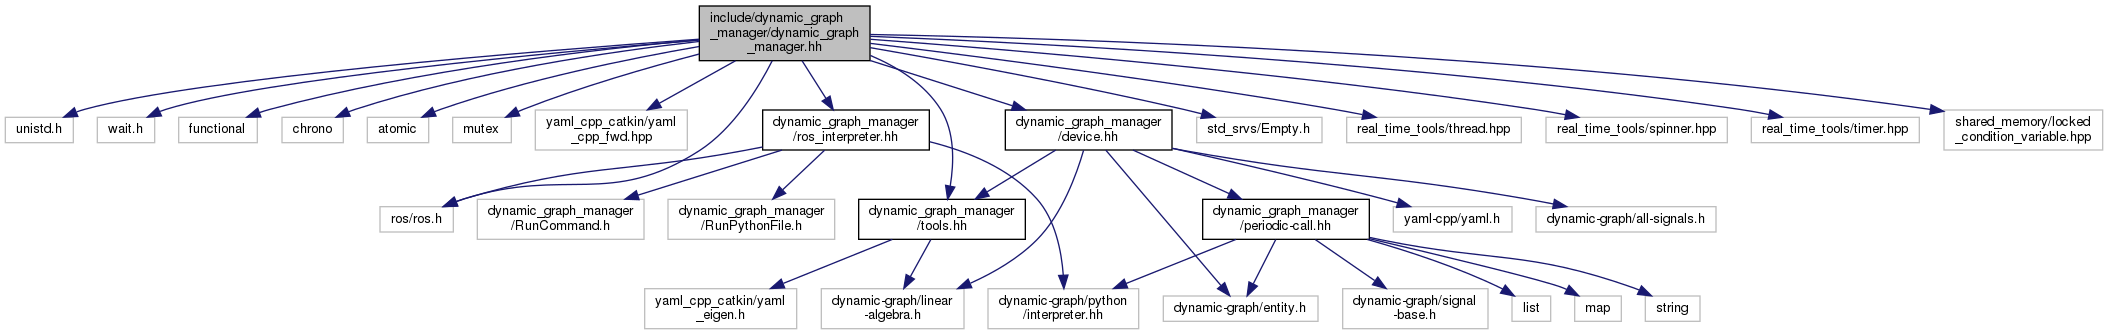 include/dynamic_graph
_manager/dynamic_graph
_manager.hh
unistd.h
wait.h
functional
chrono
atomic
mutex
yaml_cpp_catkin/yaml
_cpp_fwd.hpp
dynamic_graph_manager
/ros_interpreter.hh
dynamic_graph_manager
/device.hh
std_srvs/Empty.h
real_time_tools/thread.hpp
real_time_tools/spinner.hpp
real_time_tools/timer.hpp
shared_memory/locked
_condition_variable.hpp
ros/ros.h
dynamic_graph_manager
/RunCommand.h
dynamic_graph_manager
/RunPythonFile.h
dynamic_graph_manager
/tools.hh
dynamic_graph_manager
/periodic-call.hh
yaml-cpp/yaml.h
dynamic-graph/all-signals.h
yaml_cpp_catkin/yaml
_eigen.h
dynamic-graph/linear
-algebra.h
dynamic-graph/python
/interpreter.hh
dynamic-graph/entity.h
dynamic-graph/signal
-base.h
list
map
string